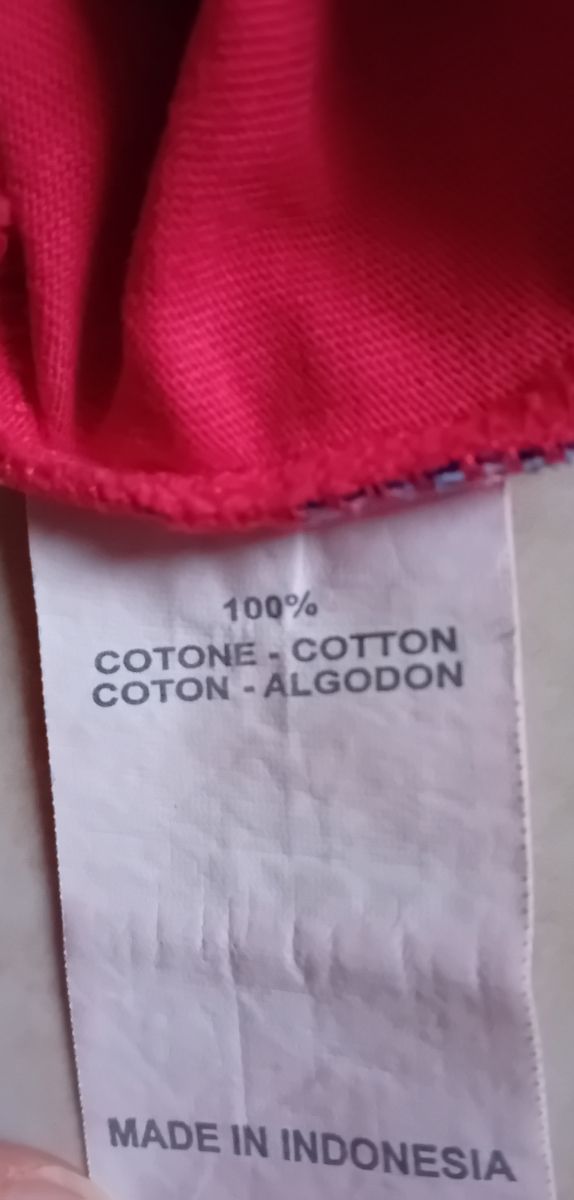 100%
COTONE - COTTON
COTON - ALGODON
MADE IN INDONESIA